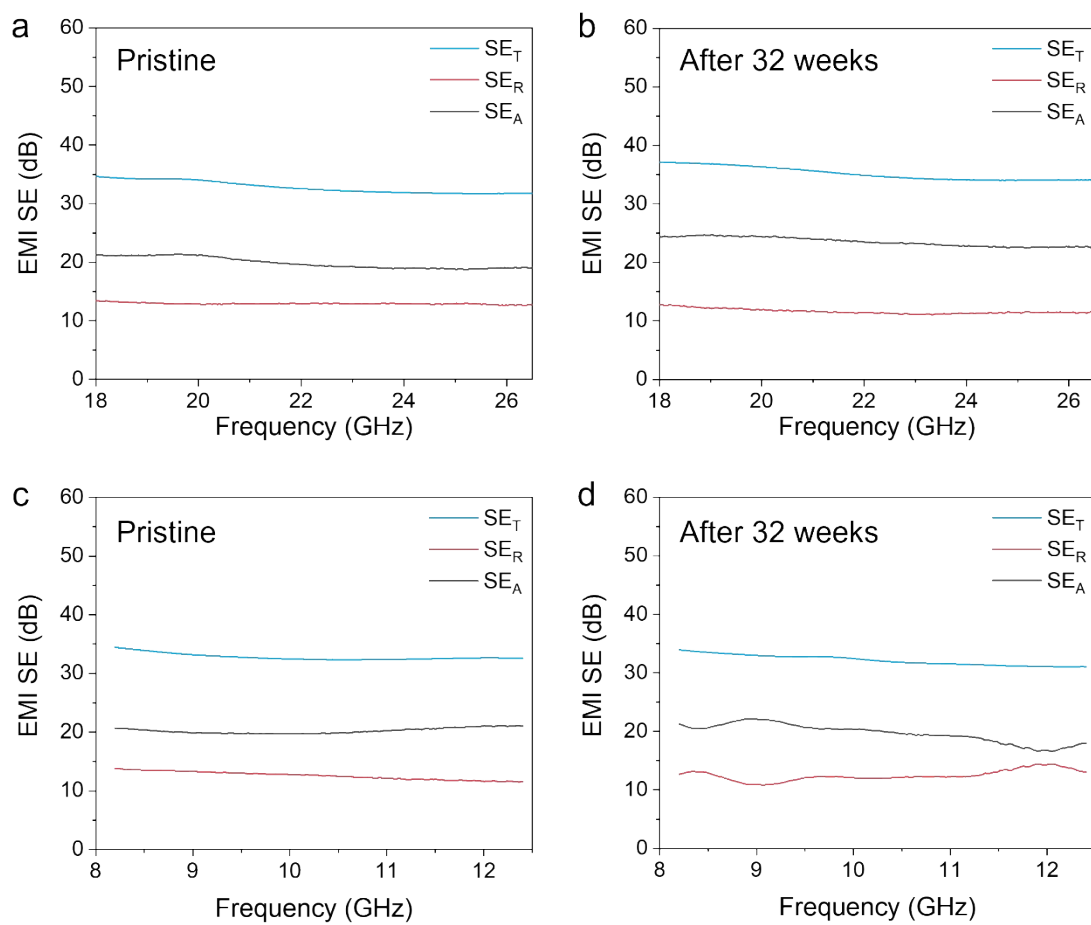 a
Pristine
SE_T
SE_R
SE_A
EMI SE (dB)
60
50
40
30
20
10
0
18
20
22
24
26
Frequency (GHz)
b
After 32 weeks
SE_T
SE_R
SE_A
EMI SE (dB)
60
50
40
30
20
10
0
18
20
22
24
26
Frequency (GHz)
c
Pristine
SE_T
SE_R
SE_A
EMI SE (dB)
60
50
40
30
20
10
0
8
9
10
11
12
Frequency (GHz)
d
After 32 weeks
SE_T
SE_R
SE_A
EMI SE (dB)
60
50
40
30
20
10
0
8
9
10
11
12
Frequency (GHz)